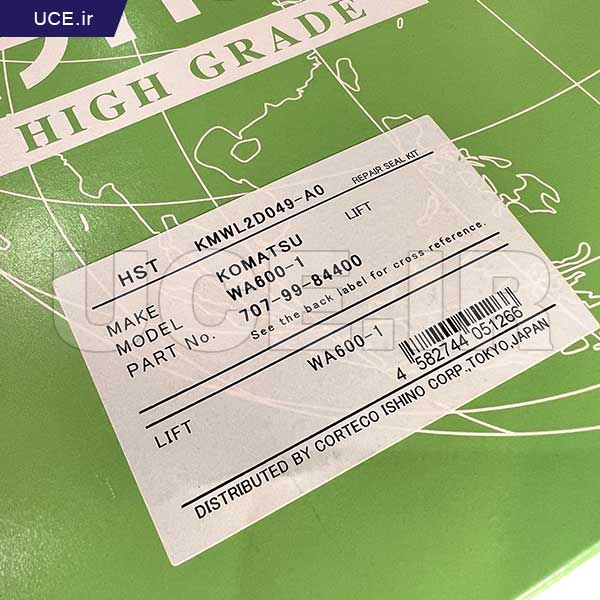 UCE.ir
HIGH GRADE
HST KMWL2D049-A0 REPAIR SEAL KIT
MAKE KOMATSU LIFT
MODEL WA600-1
PART No. 707-99-84400
See the back label for cross reference.
LIFT WA600-1
4 582744 051266
DISTRIBUTED BY CORTECO ISHINO CORP.,TOKYO,JAPAN
UCE.IR